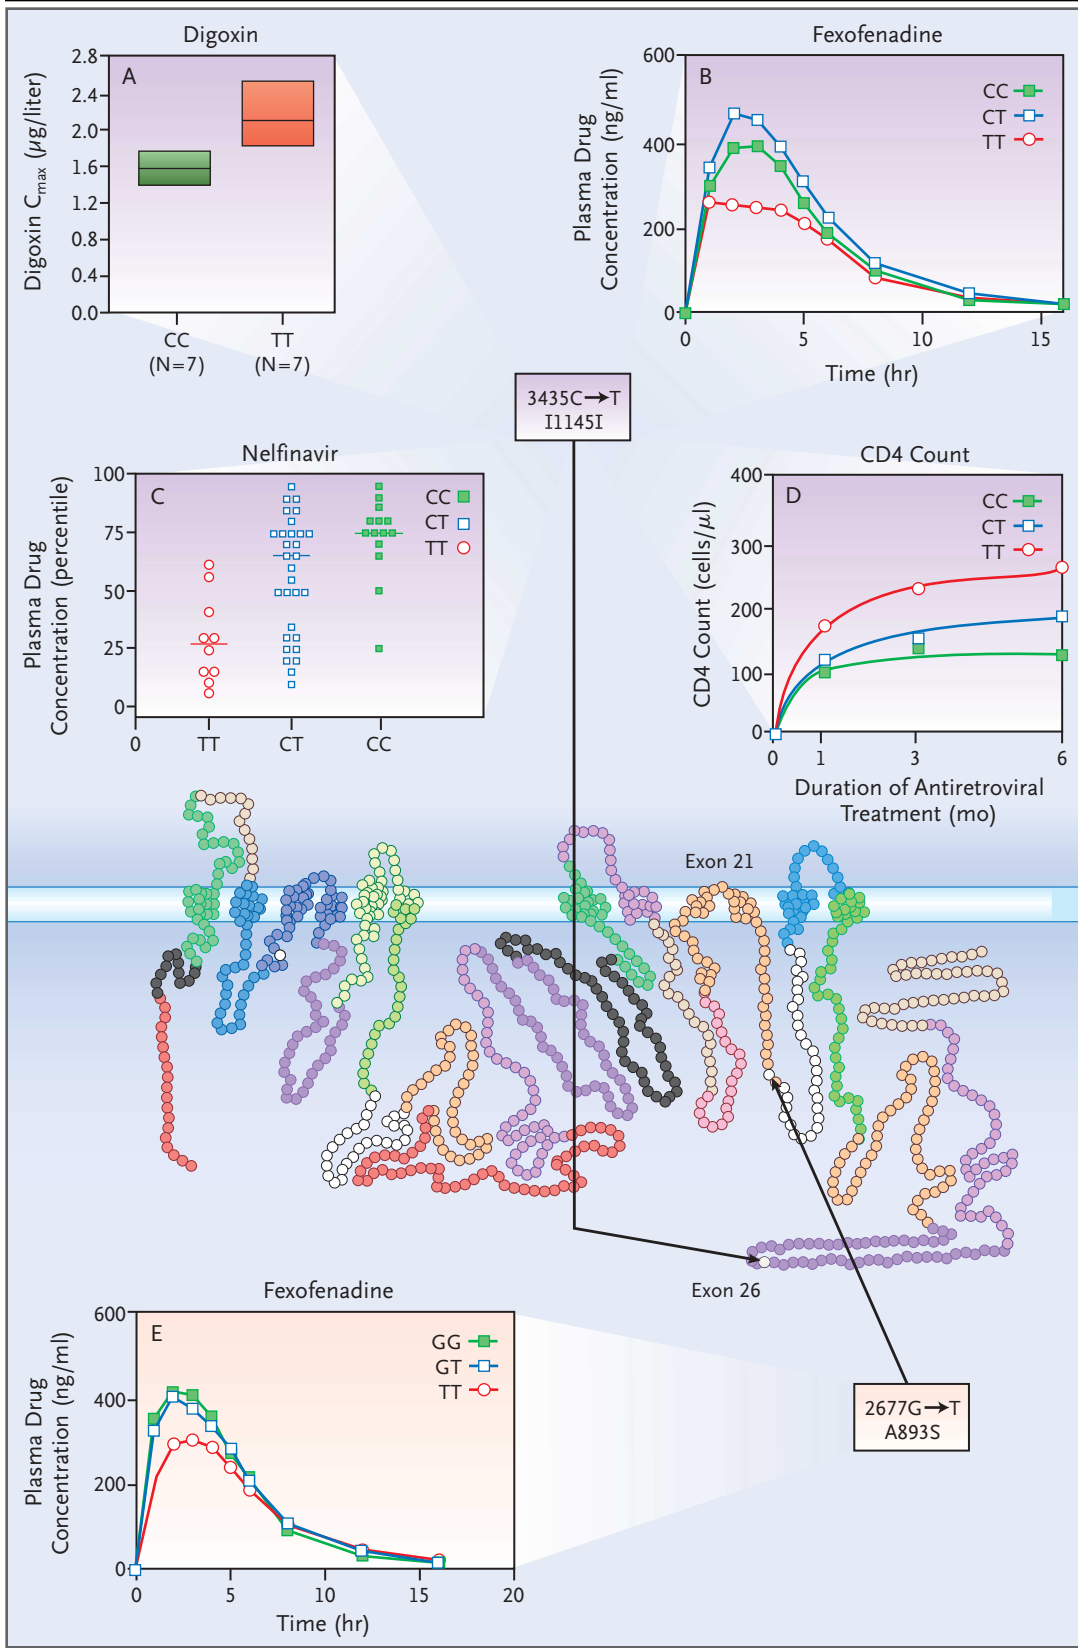 Digoxin
A
Digoxin Cmax (µg/liter)
2.8
2.4
2.0
1.6
1.2
0.8
0.4
0.0
CC
(N=7)
TT
(N=7)
Fexofenadine
B
Plasma Drug
Concentration (ng/ml)
600
400
200
0
CC
CT
TT
0
5
10
15
Time (hr)
3435C→T
I1145I
Nelfinavir
C
Plasma Drug
Concentration (percentile)
100
75
50
25
0
CC
CT
TT
0
TT
CT
CC
CD4 Count
D
CD4 Count (cells/µl)
400
300
200
100
0
CC
CT
TT
0
1
3
6
Duration of Antiretroviral
Treatment (mo)
Exon 21
Exon 26
Fexofenadine
E
Plasma Drug
Concentration (ng/ml)
600
400
200
0
GG
GT
TT
0
5
10
15
20
Time (hr)
2677G→T
A893S